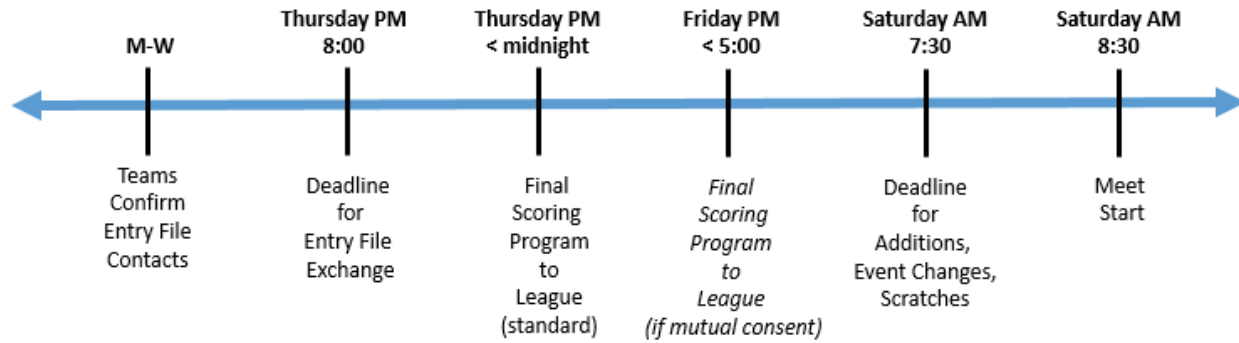 M-W
Thursday PM
8:00
Thursday PM
< midnight
Friday PM
< 5:00
Saturday AM
7:30
Saturday AM
8:30
Teams
Confirm
Entry File
Contacts
Deadline
for
Entry File
Exchange
Final
Scoring
Program
to
League
(standard)
Final
Scoring
Program
to
League
(if mutual consent)
Deadline
for
Additions,
Event Changes,
Scratches
Meet
Start